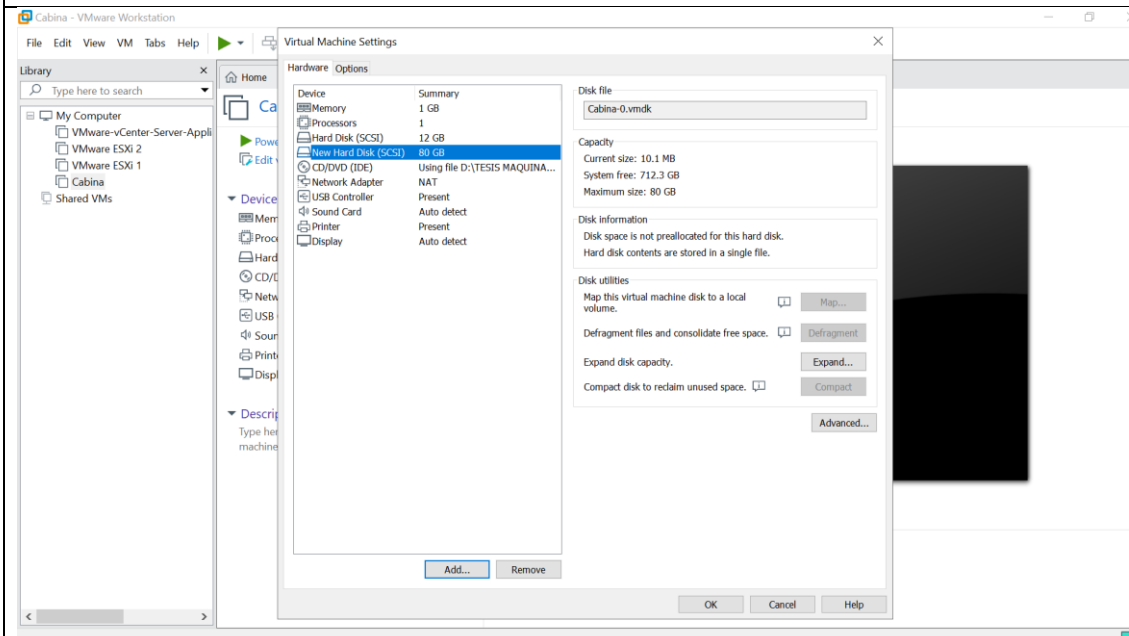 Cabina - VMware Workstation
File Edit View VM Tabs Help
Library
Type here to search
My Computer
VMware-vCenter-Server-Appli
VMware ESXi 2
VMware ESXi 1
Cabina
Shared VMs
Home
Ca
Powe
Edit v
Device
Mem
Proce
Hard
CD/D
Netw
USB
Soun
Printe
Displ
Descrip
Type her
machine
Virtual Machine Settings
Hardware Options
Device Summary
Memory 1 GB
Processors 1
Hard Disk (SCSI) 12 GB
New Hard Disk (SCSI) 80 GB
CD/DVD (IDE) Using file D:\TESIS MAQUINA...
Network Adapter NAT
USB Controller Present
Sound Card Auto detect
Printer Present
Display Auto detect
Add... Remove
Disk file
Cabina-0.vmdk
Capacity
Current size: 10.1 MB
System free: 712.3 GB
Maximum size: 80 GB
Disk information
Disk space is not preallocated for this hard disk.
Hard disk contents are stored in a single file.
Disk utilities
Map this virtual machine disk to a local
volume.
Map...
Defragment files and consolidate free space. Defragment
Expand disk capacity. Expand...
Compact disk to reclaim unused space. Compact
Advanced...
OK Cancel Help